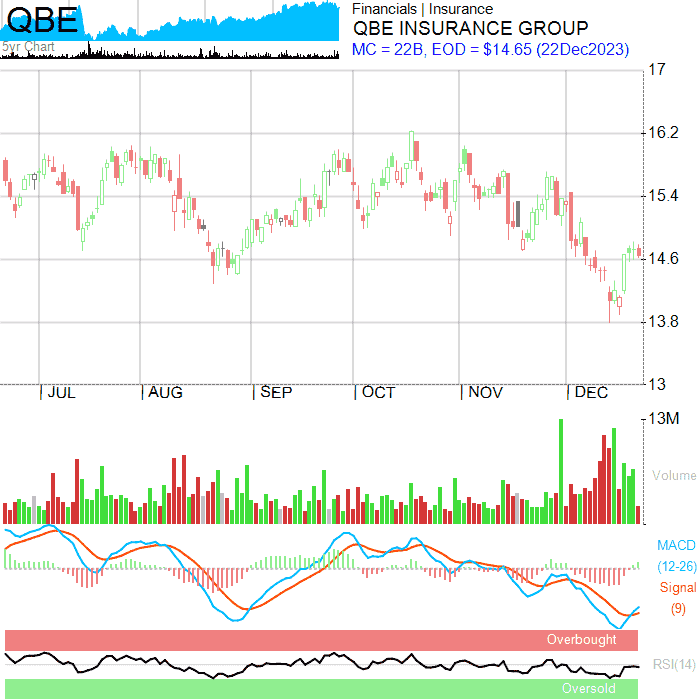 QBE
5yr Chart
Financials | Insurance
QBE INSURANCE GROUP
MC = 22B, EOD = $14.65 (22Dec2023)
17
16.2
15.4
14.6
13.8
13
| JUL | AUG | SEP | OCT | NOV | DEC
13M
Volume
MACD
(12-26)
Signal
(9)
Overbought
RSI(14)
Oversold